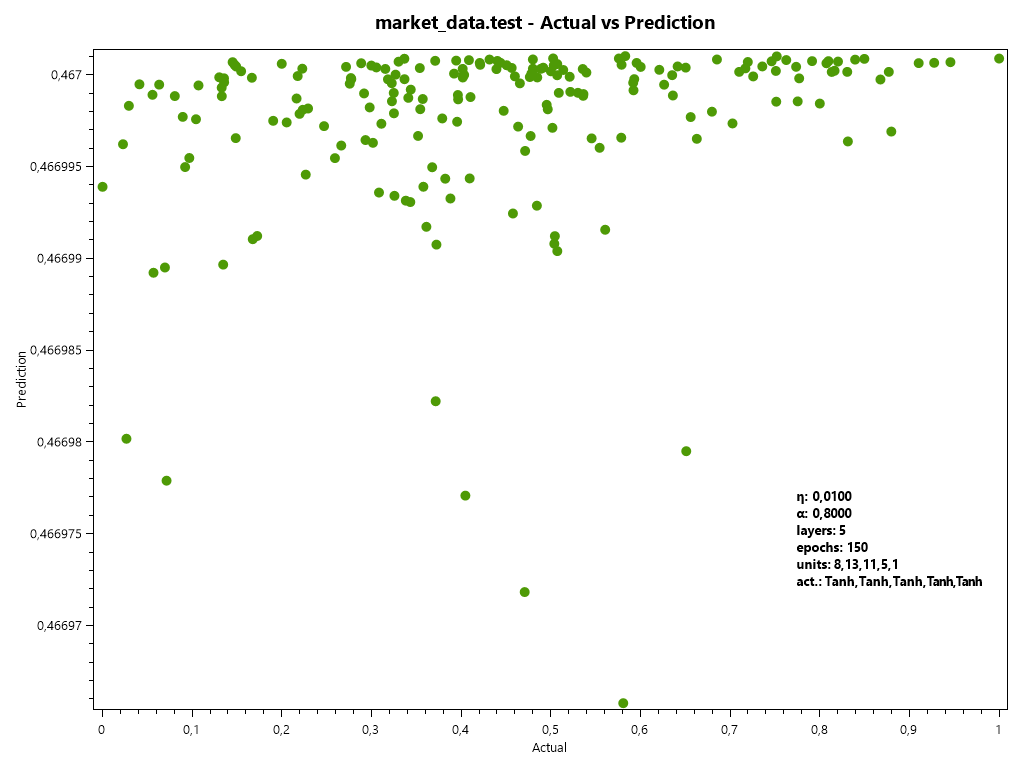 market_data.test - Actual vs Prediction
0,467
0,466995
0,46699
0,466985
0,46698
0,466975
0,46697
Prediction
η: 0,0100
α: 0,8000
layers: 5
epochs: 150
units: 8,13,11,5,1
act.: Tanh,Tanh,Tanh,Tanh,Tanh
0 0,1 0,2 0,3 0,4 0,5 0,6 0,7 0,8 0,9 1
Actual